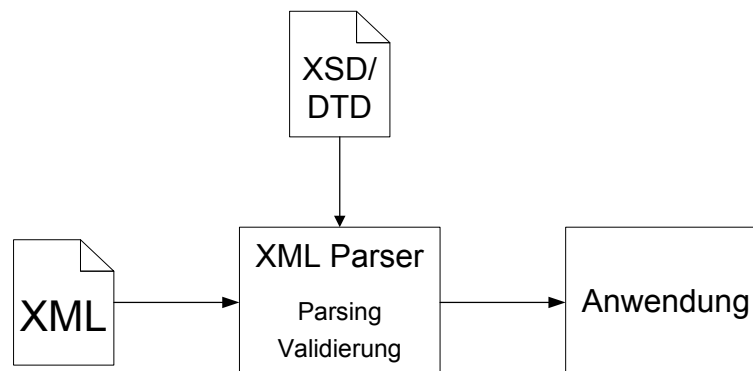 XSD/
DTD
XML
XML Parser
Parsing
Validierung
Anwendung